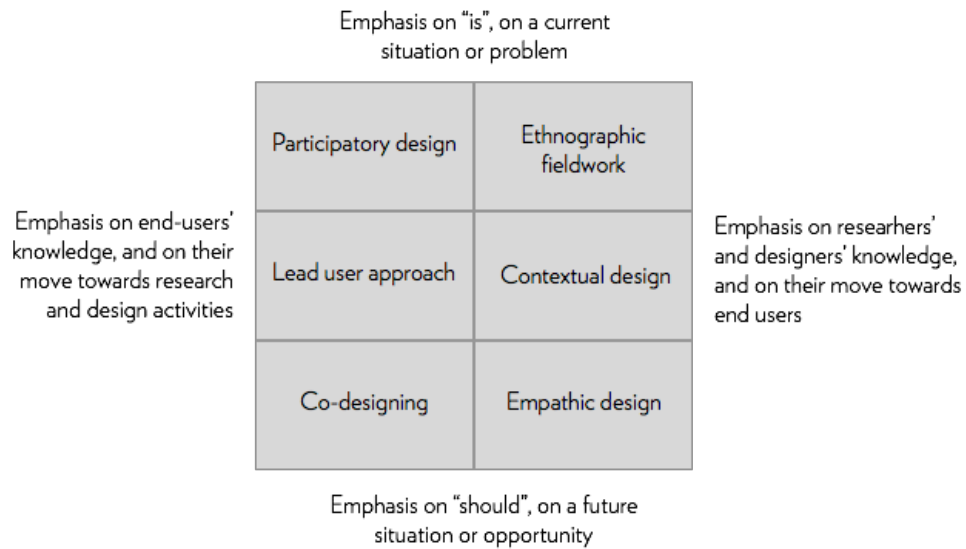 Emphasis on “is”, on a current
situation or problem
Participatory design
Ethnographic
fieldwork
Emphasis on end-users’
knowledge, and on their
move towards research
and design activities
Lead user approach
Contextual design
Emphasis on researhers’
and designers’ knowledge,
and on their move towards
end users
Co-designing
Empathic design
Emphasis on “should”, on a future
situation or opportunity